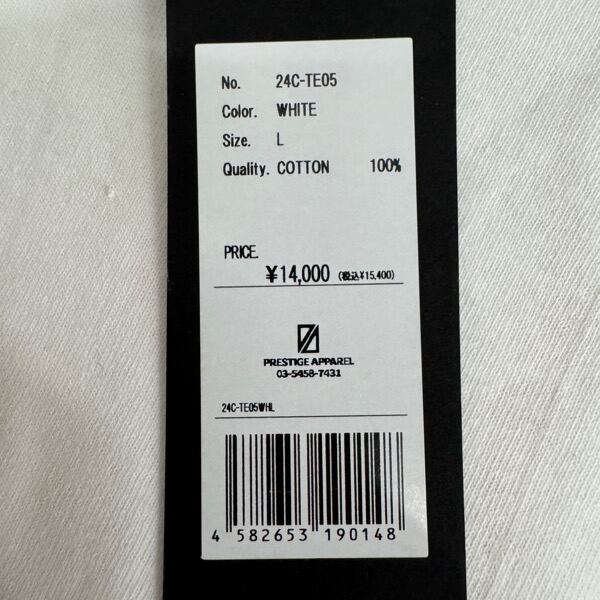 No. 24C-TE05
Color. WHITE
Size. L
Quality. COTTON 100%
PRICE.
¥14,000 (税込¥15,400)
PRESTIGE APPAREL
03-5458-7431
24C-TE05WHL
4 582653 190148